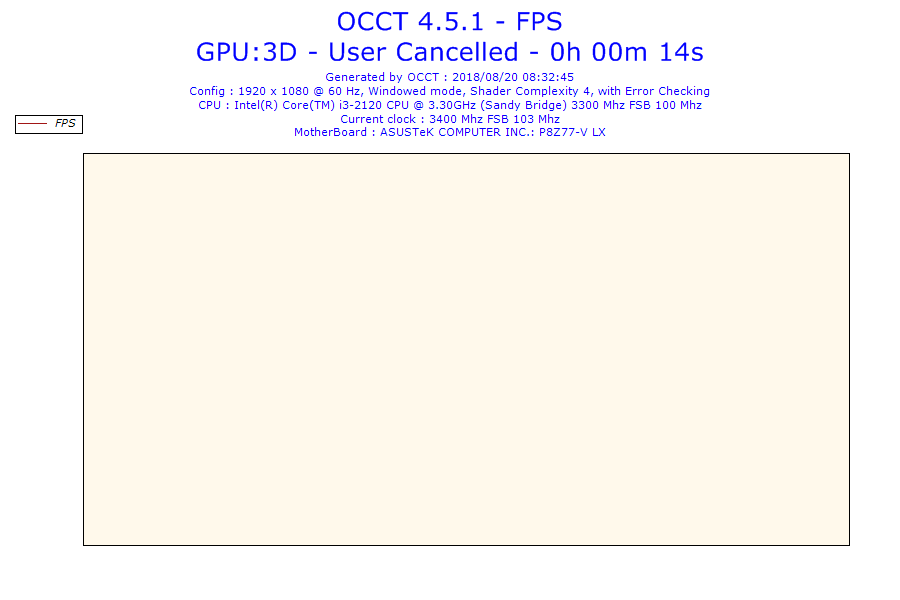 OCCT 4.5.1 - FPS
GPU:3D - User Cancelled - 0h 00m 14s
Generated by OCCT : 2018/08/20 08:32:45
Config : 1920 x 1080 @ 60 Hz, Windowed mode, Shader Complexity 4, with Error Checking
CPU : Intel(R) Core(TM) i3-2120 CPU @ 3.30GHz (Sandy Bridge) 3300 Mhz FSB 100 Mhz
Current clock : 3400 Mhz FSB 103 Mhz
MotherBoard : ASUSTeK COMPUTER INC.: P8Z77-V LX
FPS